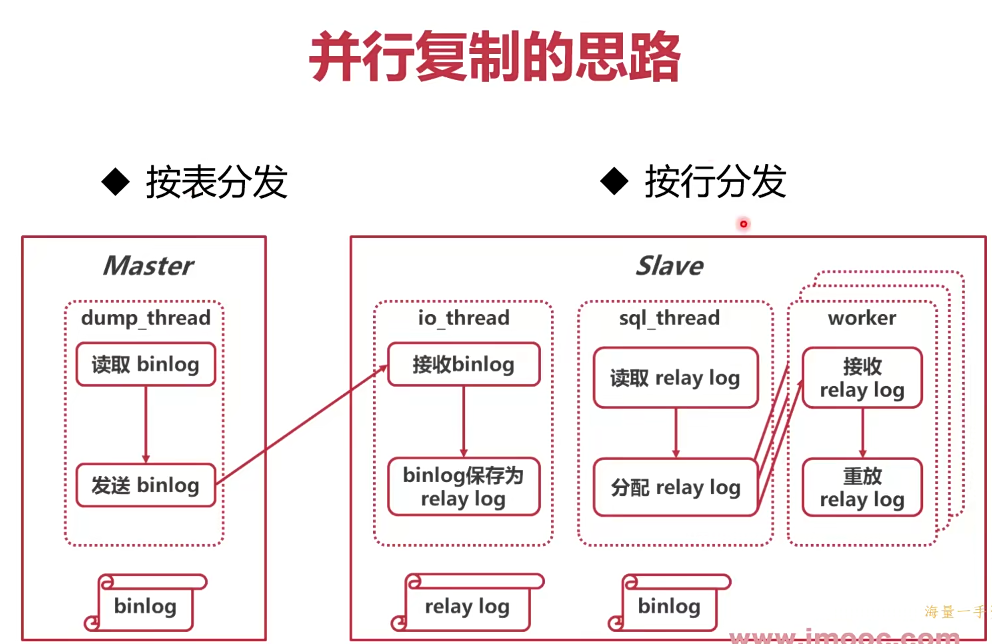 并行复制的思路
◆ 按表分发
◆ 按行分发
Master
dump_thread
读取 binlog
发送 binlog
binlog
Slave
io_thread
接收binlog
binlog保存为
relay log
relay log
sql_thread
读取 relay log
分配 relay log
binlog
worker
接收
relay log
重放
relay log
海量一手
www.imooc.com